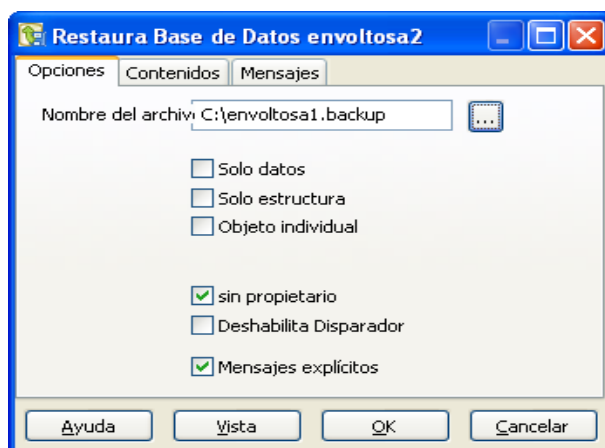 Restaura Base de Datos envoltosa2
Opciones Contenidos Mensajes
Nombre del archiv C:\envoltosa1.backup ...
Solo datos
Solo estructura
Objeto individual
sin propietario
Deshabilita Disparador
Mensajes explícitos
Ayuda Vista OK Cancelar